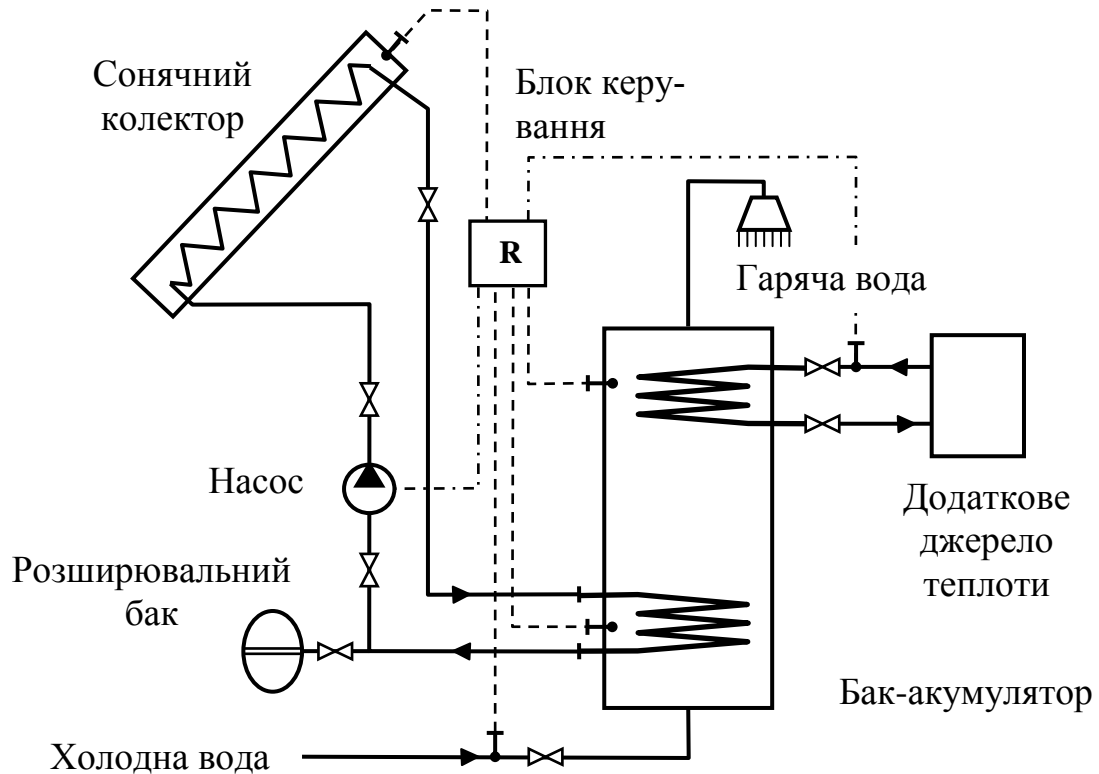 Сонячний
колектор
Блок керу-
вання
R
Гаряча вода
Насос
Додаткове
джерело
теплоти
Розширювальний
бак
Бак-акумулятор
Холодна вода